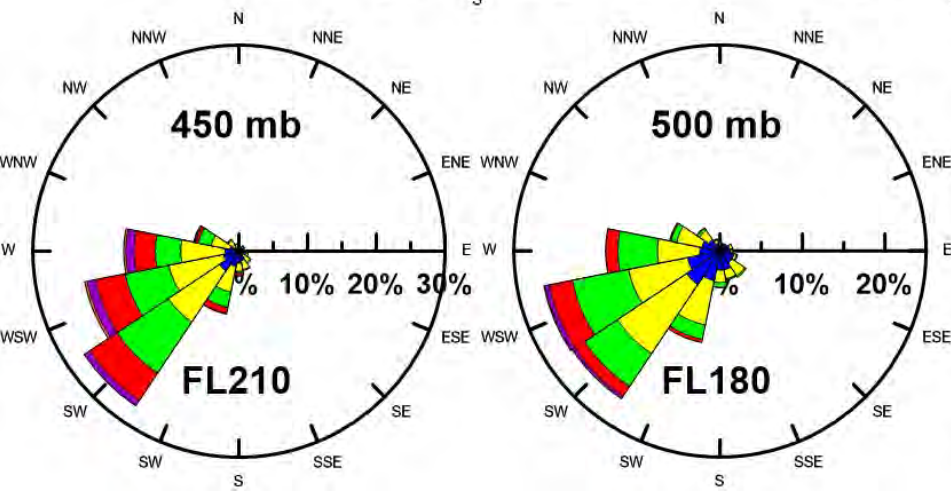 N
NNW
NNE
NW
NE
450 mb
WNW
ENE
W
E
% 10% 20% 30%
WSW
ESE
FL210
SW
SE
SW
SSE
S
N
NNW
NNE
NW
NE
500 mb
WNW
ENE
W
E
% 10% 20%
WSW
ESE
FL180
SW
SE
SW
SSE
S